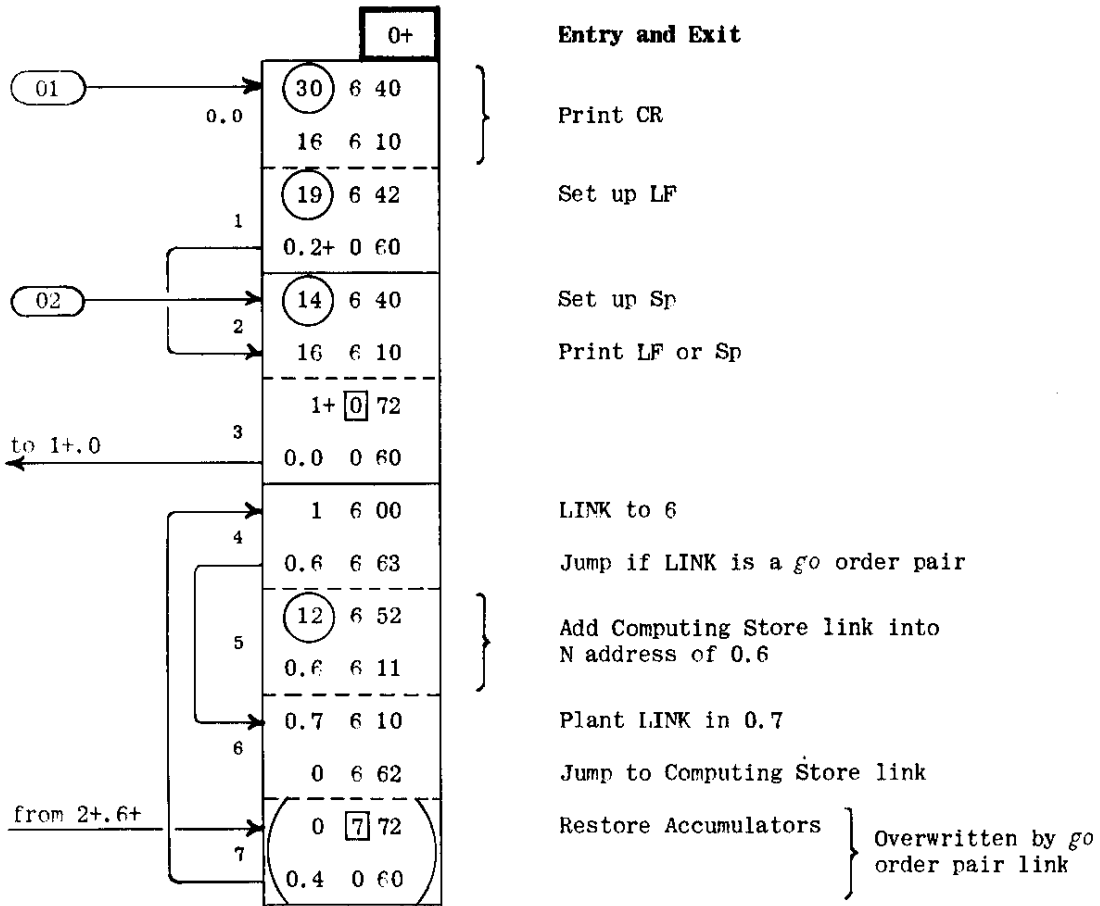 0+ Entry and Exit
01 30 6 40
0.0 Print CR
16 6 10
19 6 42 Set up LF
1
0.2+ 0 60
02 14 6 40 Set up Sp
2
16 6 10 Print LF or Sp
1+ 0 72
to 1+.0 3
0.0 0 60
1 6 00 LINK to 6
4
0.6 6 63 Jump if LINK is a go order pair
12 6 52
5 Add Computing Store link into
N address of 0.6
0.6 6 11
0.7 6 10 Plant LINK in 0.7
6
0 6 62 Jump to Computing Store link
from 2+.6+ 0 7 72 Restore Accumulators
7 Overwritten by go
order pair link
0.4 0 60